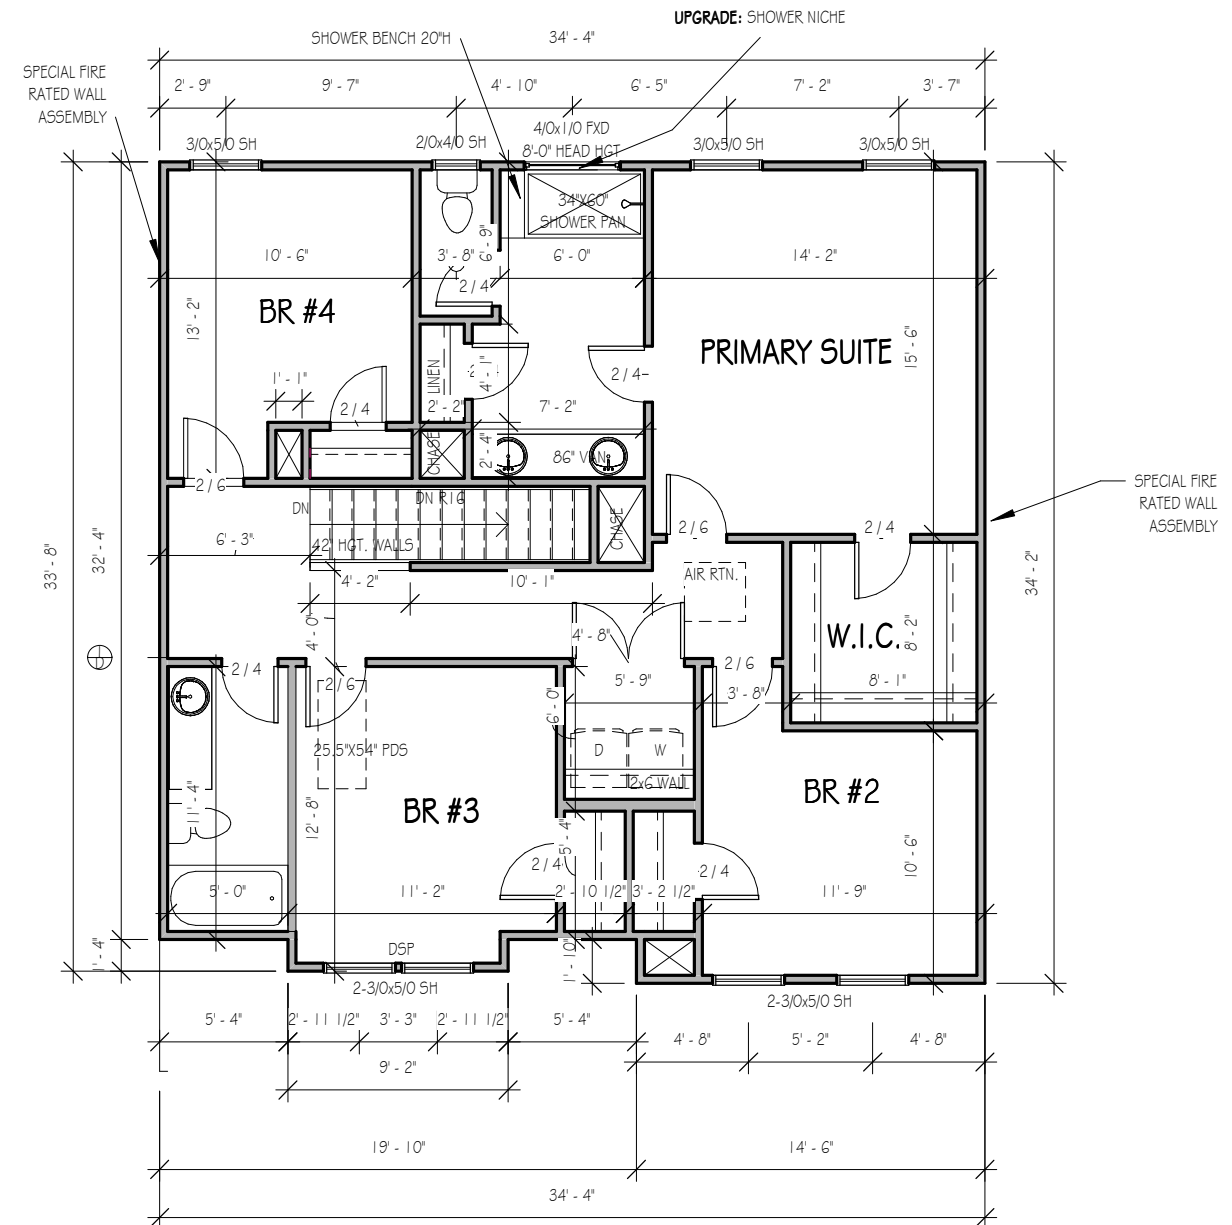 UPGRADE: SHOWER NICHE
SHOWER BENCH 20"H
34' - 4"
SPECIAL FIRE
RATED WALL
ASSEMBLY
2' - 9"
9' - 7"
4' - 10"
6' - 5"
7' - 2"
3' - 7"
3/0x5/0 SH
2/0x4/0 SH
4/0x1/0 FXD
8'-0" HEAD HGT
3/0x5/0 SH
3/0x5/0 SH
34"X60"
SHOWER PAN
10' - 6"
3' - 8"
6' - 9"
6' - 0"
14' - 2"
2 / 4
BR #4
13' - 2"
PRIMARY SUITE
15' - 6"
1' - 1"
2 / 4
LINEN
4' - 1"
2 / 4
2' - 2"
7' - 2"
CHASE
2' - 4"
86" VAN.
2 / 6
DN
DN R16
CHASE
SPECIAL FIRE
RATED WALL
ASSEMBLY
6' - 3"
42" HGT. WALLS
2 / 6
2 / 4
33' - 8"
32' - 4"
34' - 2"
4' - 2"
10' - 1"
AIR RTN.
4' - 0"
4' - 8"
W.I.C.
8' - 2"
2 / 4
2 / 6
5' - 9"
2 / 6
3' - 8"
8' - 1"
6' - 0"
25.5"X54" PDS
D
W
2x6 WALL
11' - 4"
12' - 8"
BR #3
BR #2
5' - 4"
2 / 4
2 / 4
10' - 6"
5' - 0"
11' - 2"
2' - 10 1/2"
3' - 2 1/2"
11' - 9"
1' - 4"
DSP
1' - 10"
2-3/0x5/0 SH
2-3/0x5/0 SH
5' - 4"
2' - 11 1/2"
3' - 3"
2' - 11 1/2"
5' - 4"
4' - 8"
5' - 2"
4' - 8"
9' - 2"
19' - 10"
14' - 6"
34' - 4"